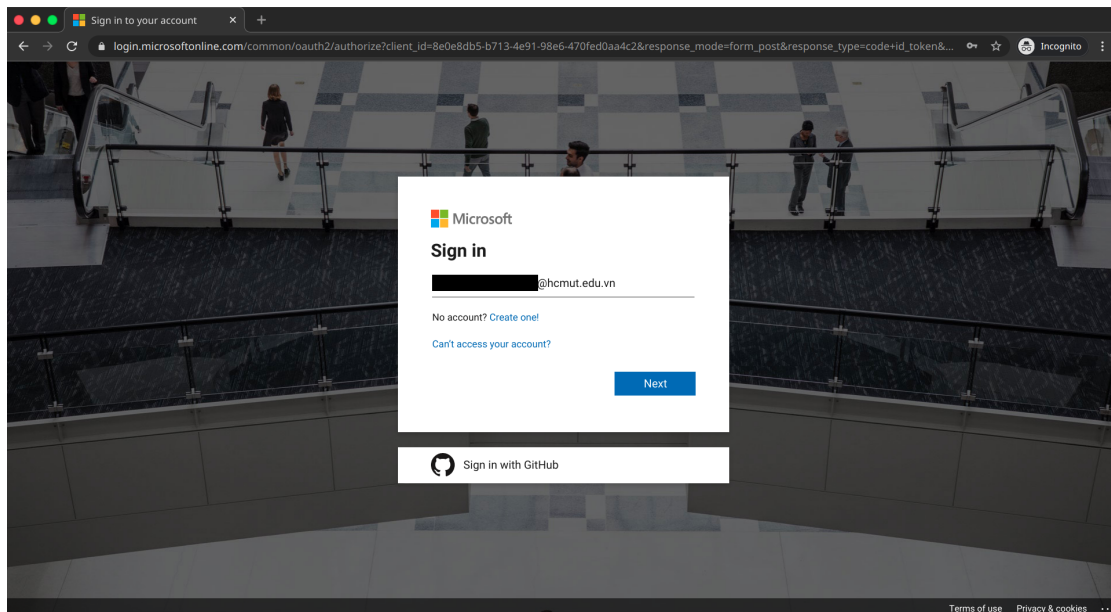 Sign in to your account
login.microsoftonline.com/common/oauth2/authorize?client_id=8e0e8db5-b713-4e91-98e6-470fed0aa4c2&response_mode=form_post&response_type=code+id_token&...
Incognito
Microsoft
Sign in
@hcmut.edu.vn
No account? Create one!
Can't access your account?
Next
Sign in with GitHub
Terms of use Privacy & cookies